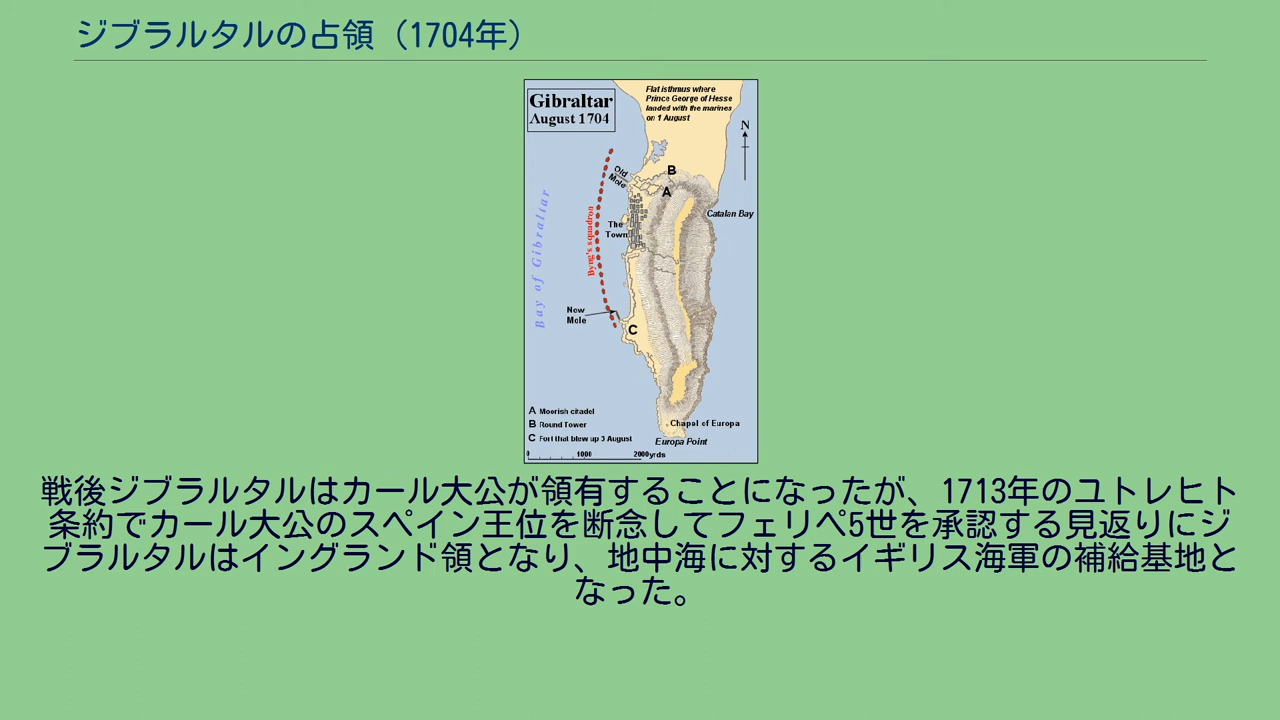 ジブラルタルの占領（1704年）
Gibraltar
August 1704
Flat isthmus where
Prince George of Hesse
landed with the marines
on 1 August
N
Old
Mole
B
A
Catalan Bay
The
Town
Byng's squadron
Bay of Gibraltar
New
Mole
C
A Moorish citadel
B Round Tower
C Fort that blew up 3 August
Chapel of Europa
Europa Point
0 1000 2000yrds
戦後ジブラルタルはカール大公が領有することになったが、1713年のユトレヒト
条約でカール大公のスペイン王位を断念してフェリペ5世を承認する見返りにジ
ブラルタルはイングランド領となり、地中海に対するイギリス海軍の補給基地と
なった。